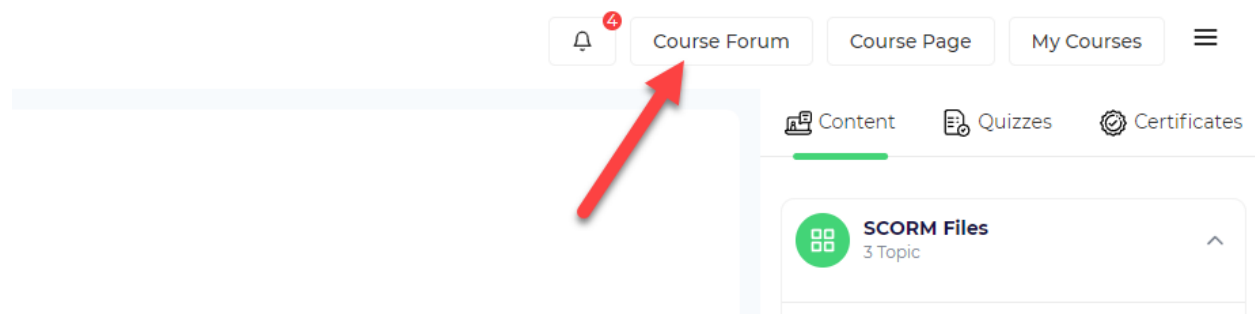 4
Course Forum Course Page My Courses
Content Quizzes Certificates
SCORM Files
3 Topic